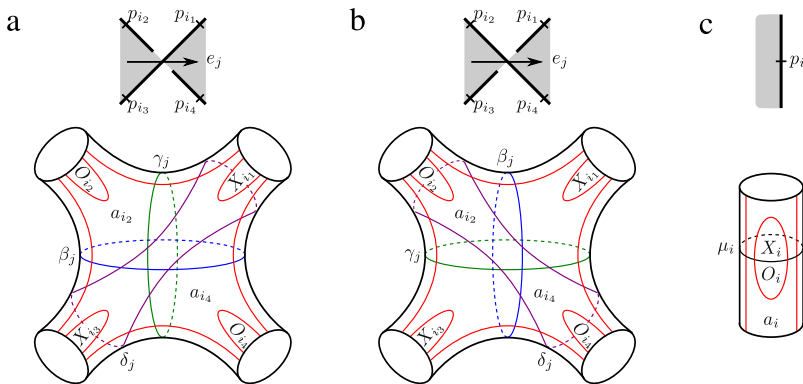 a
p_{i_2} p_{i_1}
e_j
p_{i_3} p_{i_4}
γ_j
O_{i_2} X_{i_1}
a_{i_2}
β_j
a_{i_4}
X_{i_3} O_{i_4}
δ_j
b
p_{i_2} p_{i_1}
e_j
p_{i_3} p_{i_4}
β_j
O_{i_2} X_{i_1}
a_{i_2}
γ_j
a_{i_4}
X_{i_3} O_{i_4}
δ_j
c
p_i
μ_i X_i
O_i
a_i